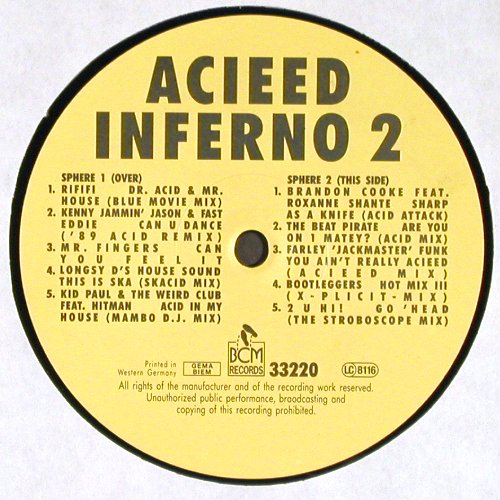 ACIEED
INFERNO 2
SPHERE 1 (OVER)
1. RIFIFI DR. ACID & MR.
HOUSE (BLUE MOVIE MIX)
2. KENNY JAMMIN' JASON & FAST
EDDIE CAN U DANCE
('89 ACID REMIX)
3. MR. FINGERS CAN
YOU FEEL IT
4. LONGSY D'S HOUSE SOUND
THIS IS SKA (SKACID MIX)
5. KID PAUL & THE WEIRD CLUB
FEAT. HITMAN ACID IN MY
HOUSE (MAMBO D.J. MIX)
SPHERE 2 (THIS SIDE)
1. BRANDON COOKE FEAT.
ROXANNE SHANTE SHARP
AS A KNIFE (ACID ATTACK)
2. THE BEAT PIRATE ARE YOU
ON 1 MATEY? (ACID MIX)
3. FARLEY 'JACKMASTER' FUNK
YOU AIN'T REALLY ACIEED
(ACIEED MIX)
4. BOOTLEGGERS HOT MIX III
(X-PLICIT-MIX)
5. 2 U HI! GO 'HEAD
(THE STROBOSCOPE MIX)
Printed in
Western Germany
GEMA
BIEM
BCM
RECORDS
33220
LC 8116
All rights of the manufacturer and of the recording work reserved.
Unauthorized public performance, braodcasting and
copying of this recording prohibited.